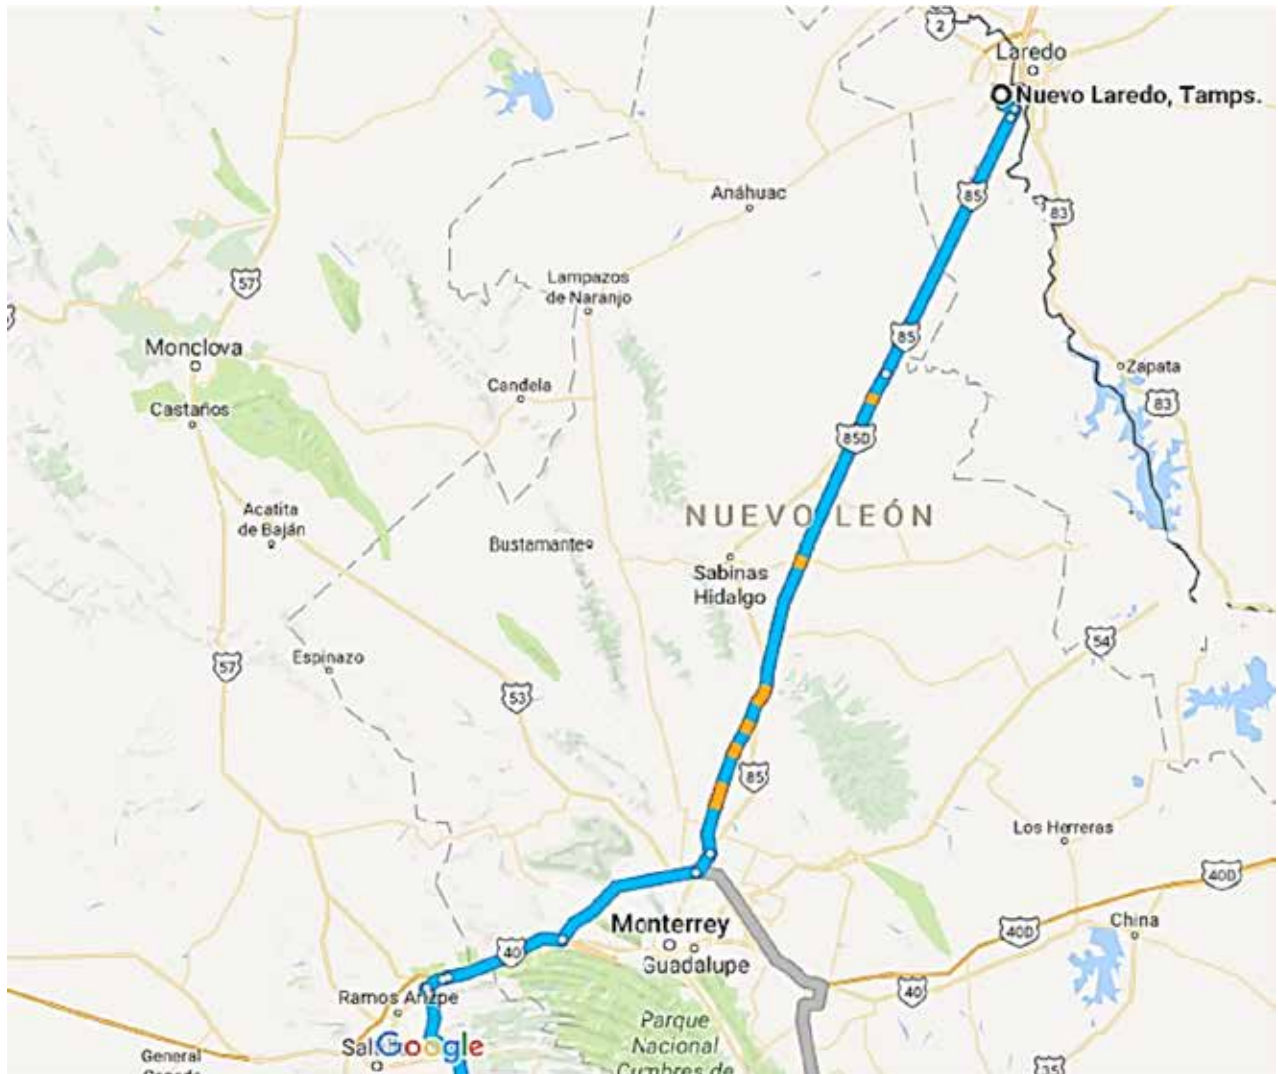 2
Laredo
Nuevo Laredo, Tamps.
Anáhuac
85
83
57
Lampazos
de Naranjo
85
Monclova
Zapata
Candela
83
Castaños
85D
Acatita
de Baján
NUEVO LEÓN
Bustamante
Sabinas
Hidalgo
54
Espinazo
57
53
85
Los Herreras
40D
Monterrey
China
40D
40
Guadalupe
40
Ramos Arizpe
Parque
Nacional
Cumbres de
Google
General
35